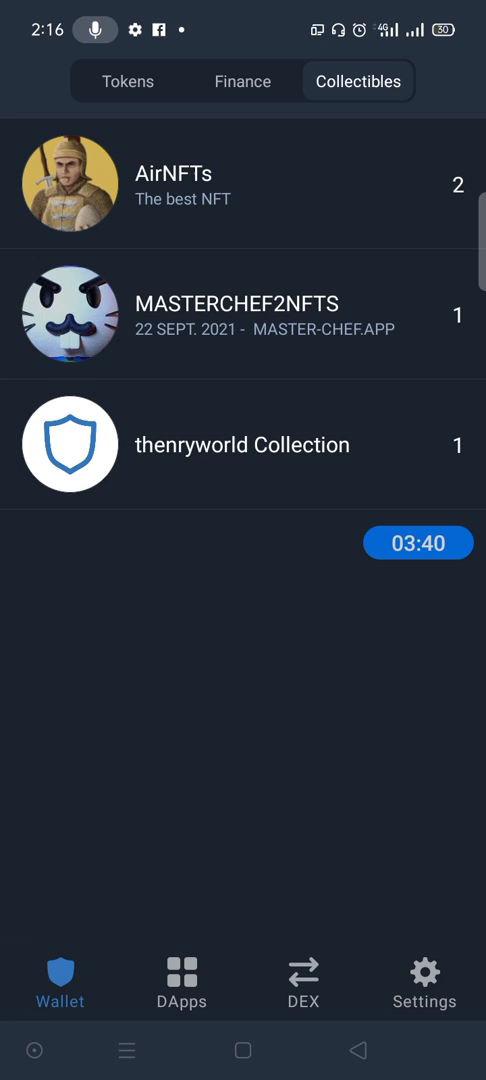 2:16
4G
30
Tokens
Finance
Collectibles
AirNFTs
The best NFT
2
MASTERCHEF2NFTS
22 SEPT. 2021 - MASTER-CHEF.APP
1
thenryworld Collection
1
03:40
Wallet
DApps
DEX
Settings